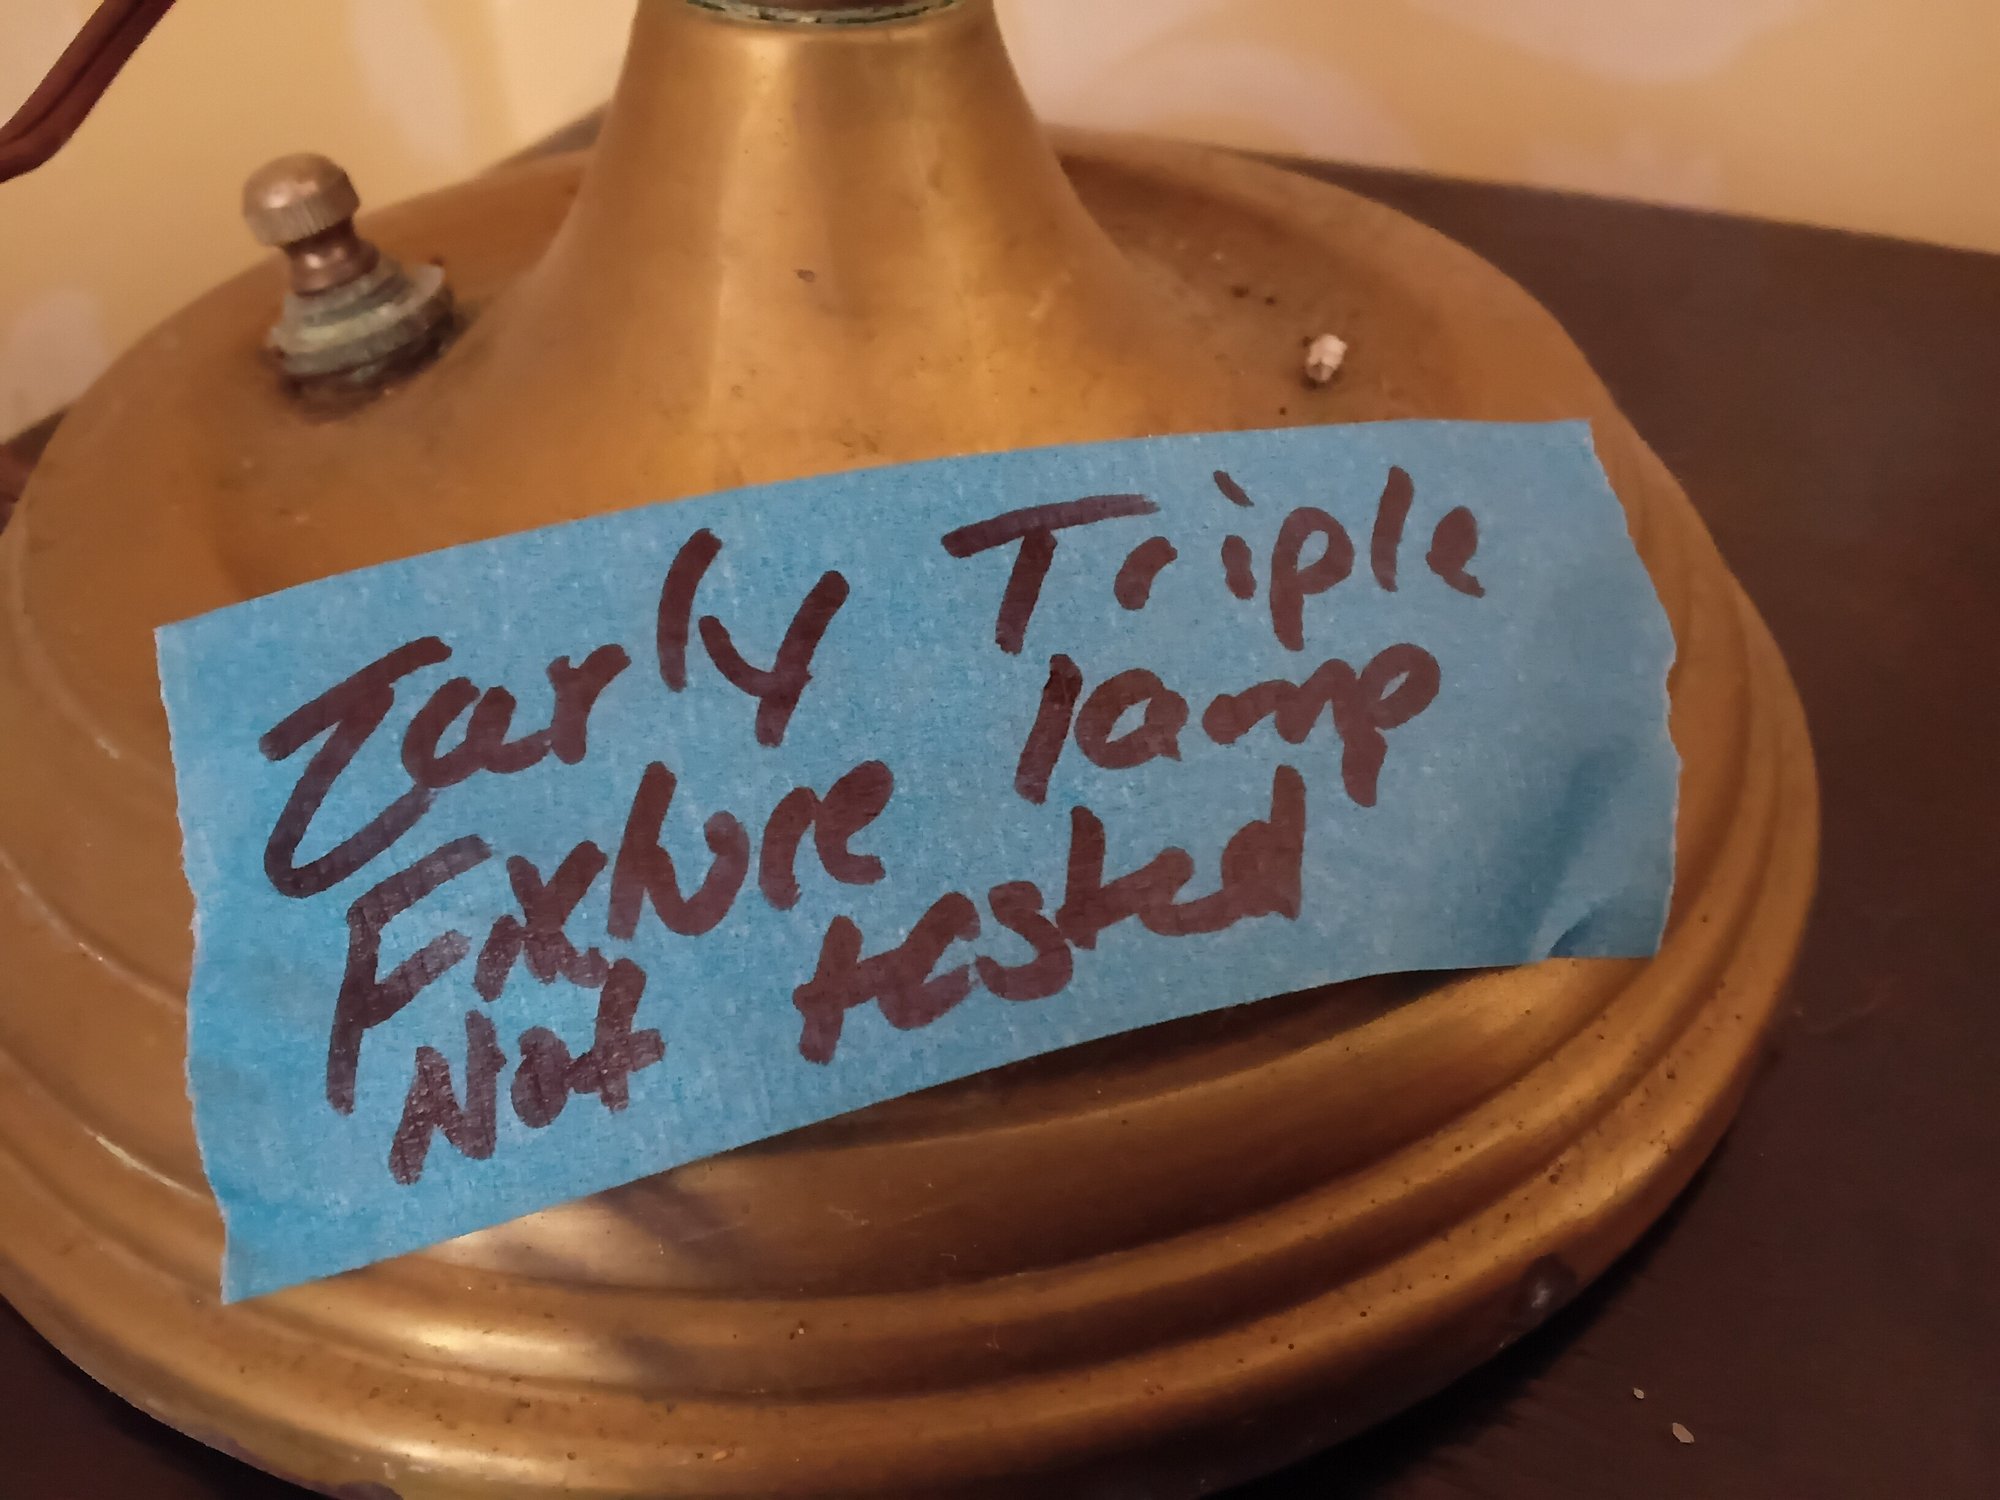 Early Triple
Fixture lamp
Not tested